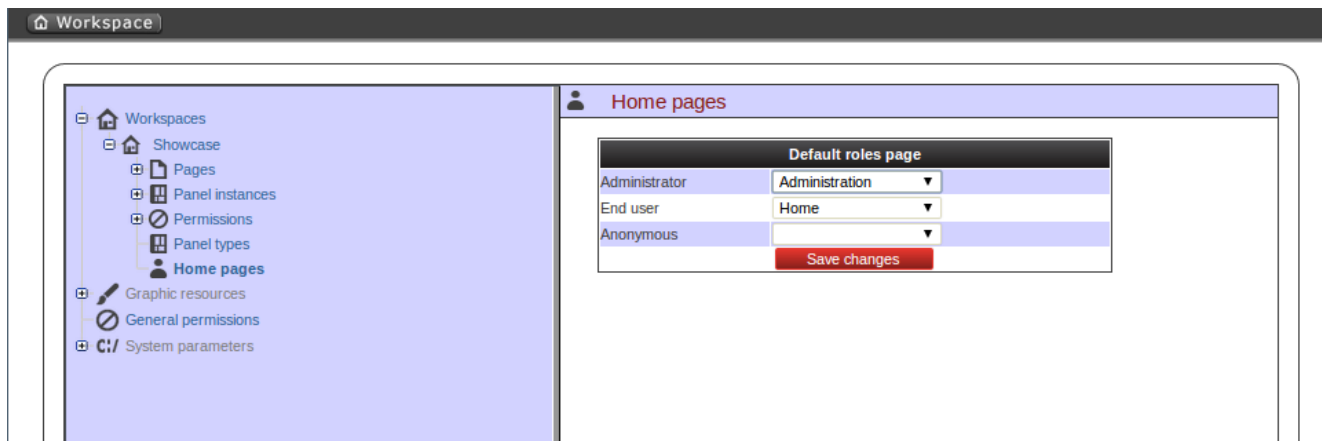 Workspace
Workspaces
Showcase
Pages
Panel instances
Permissions
Panel types
Home pages
Graphic resources
General permissions
C:/ System parameters
Home pages
Default roles page
Administrator Administration
End user Home
Anonymous
Save changes